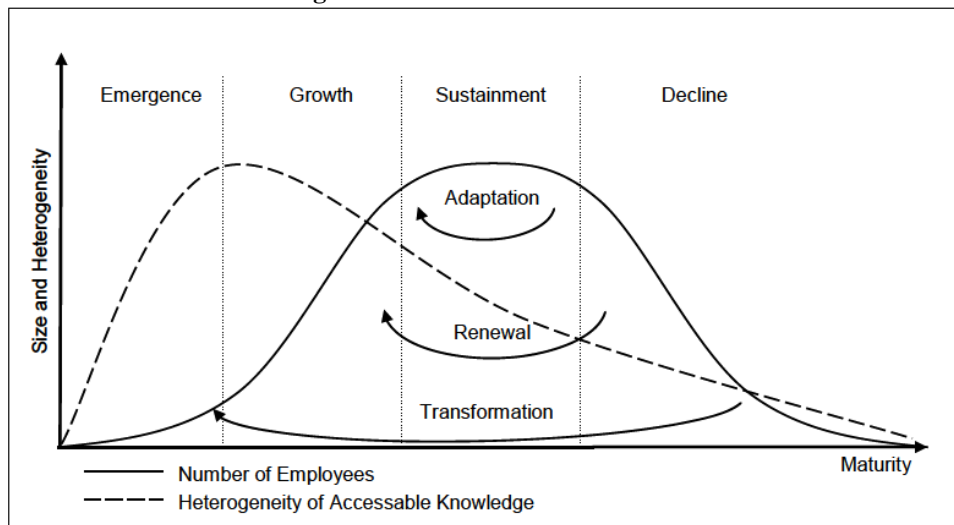 Emergence
Growth
Sustainment
Decline
Size and Heterogeneity
Adaptation
Renewal
Transformation
Maturity
Number of Employees
Heterogeneity of Accessable Knowledge